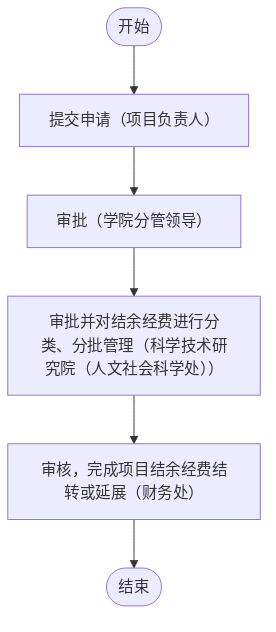 开始
提交申请（项目负责人）
审批（学院分管领导）
审批并对结余经费进行分
类、分批管理（科学技术研
究院（人文社会科学处））
审核，完成项目结余经费结
转或延展（财务处）
结束